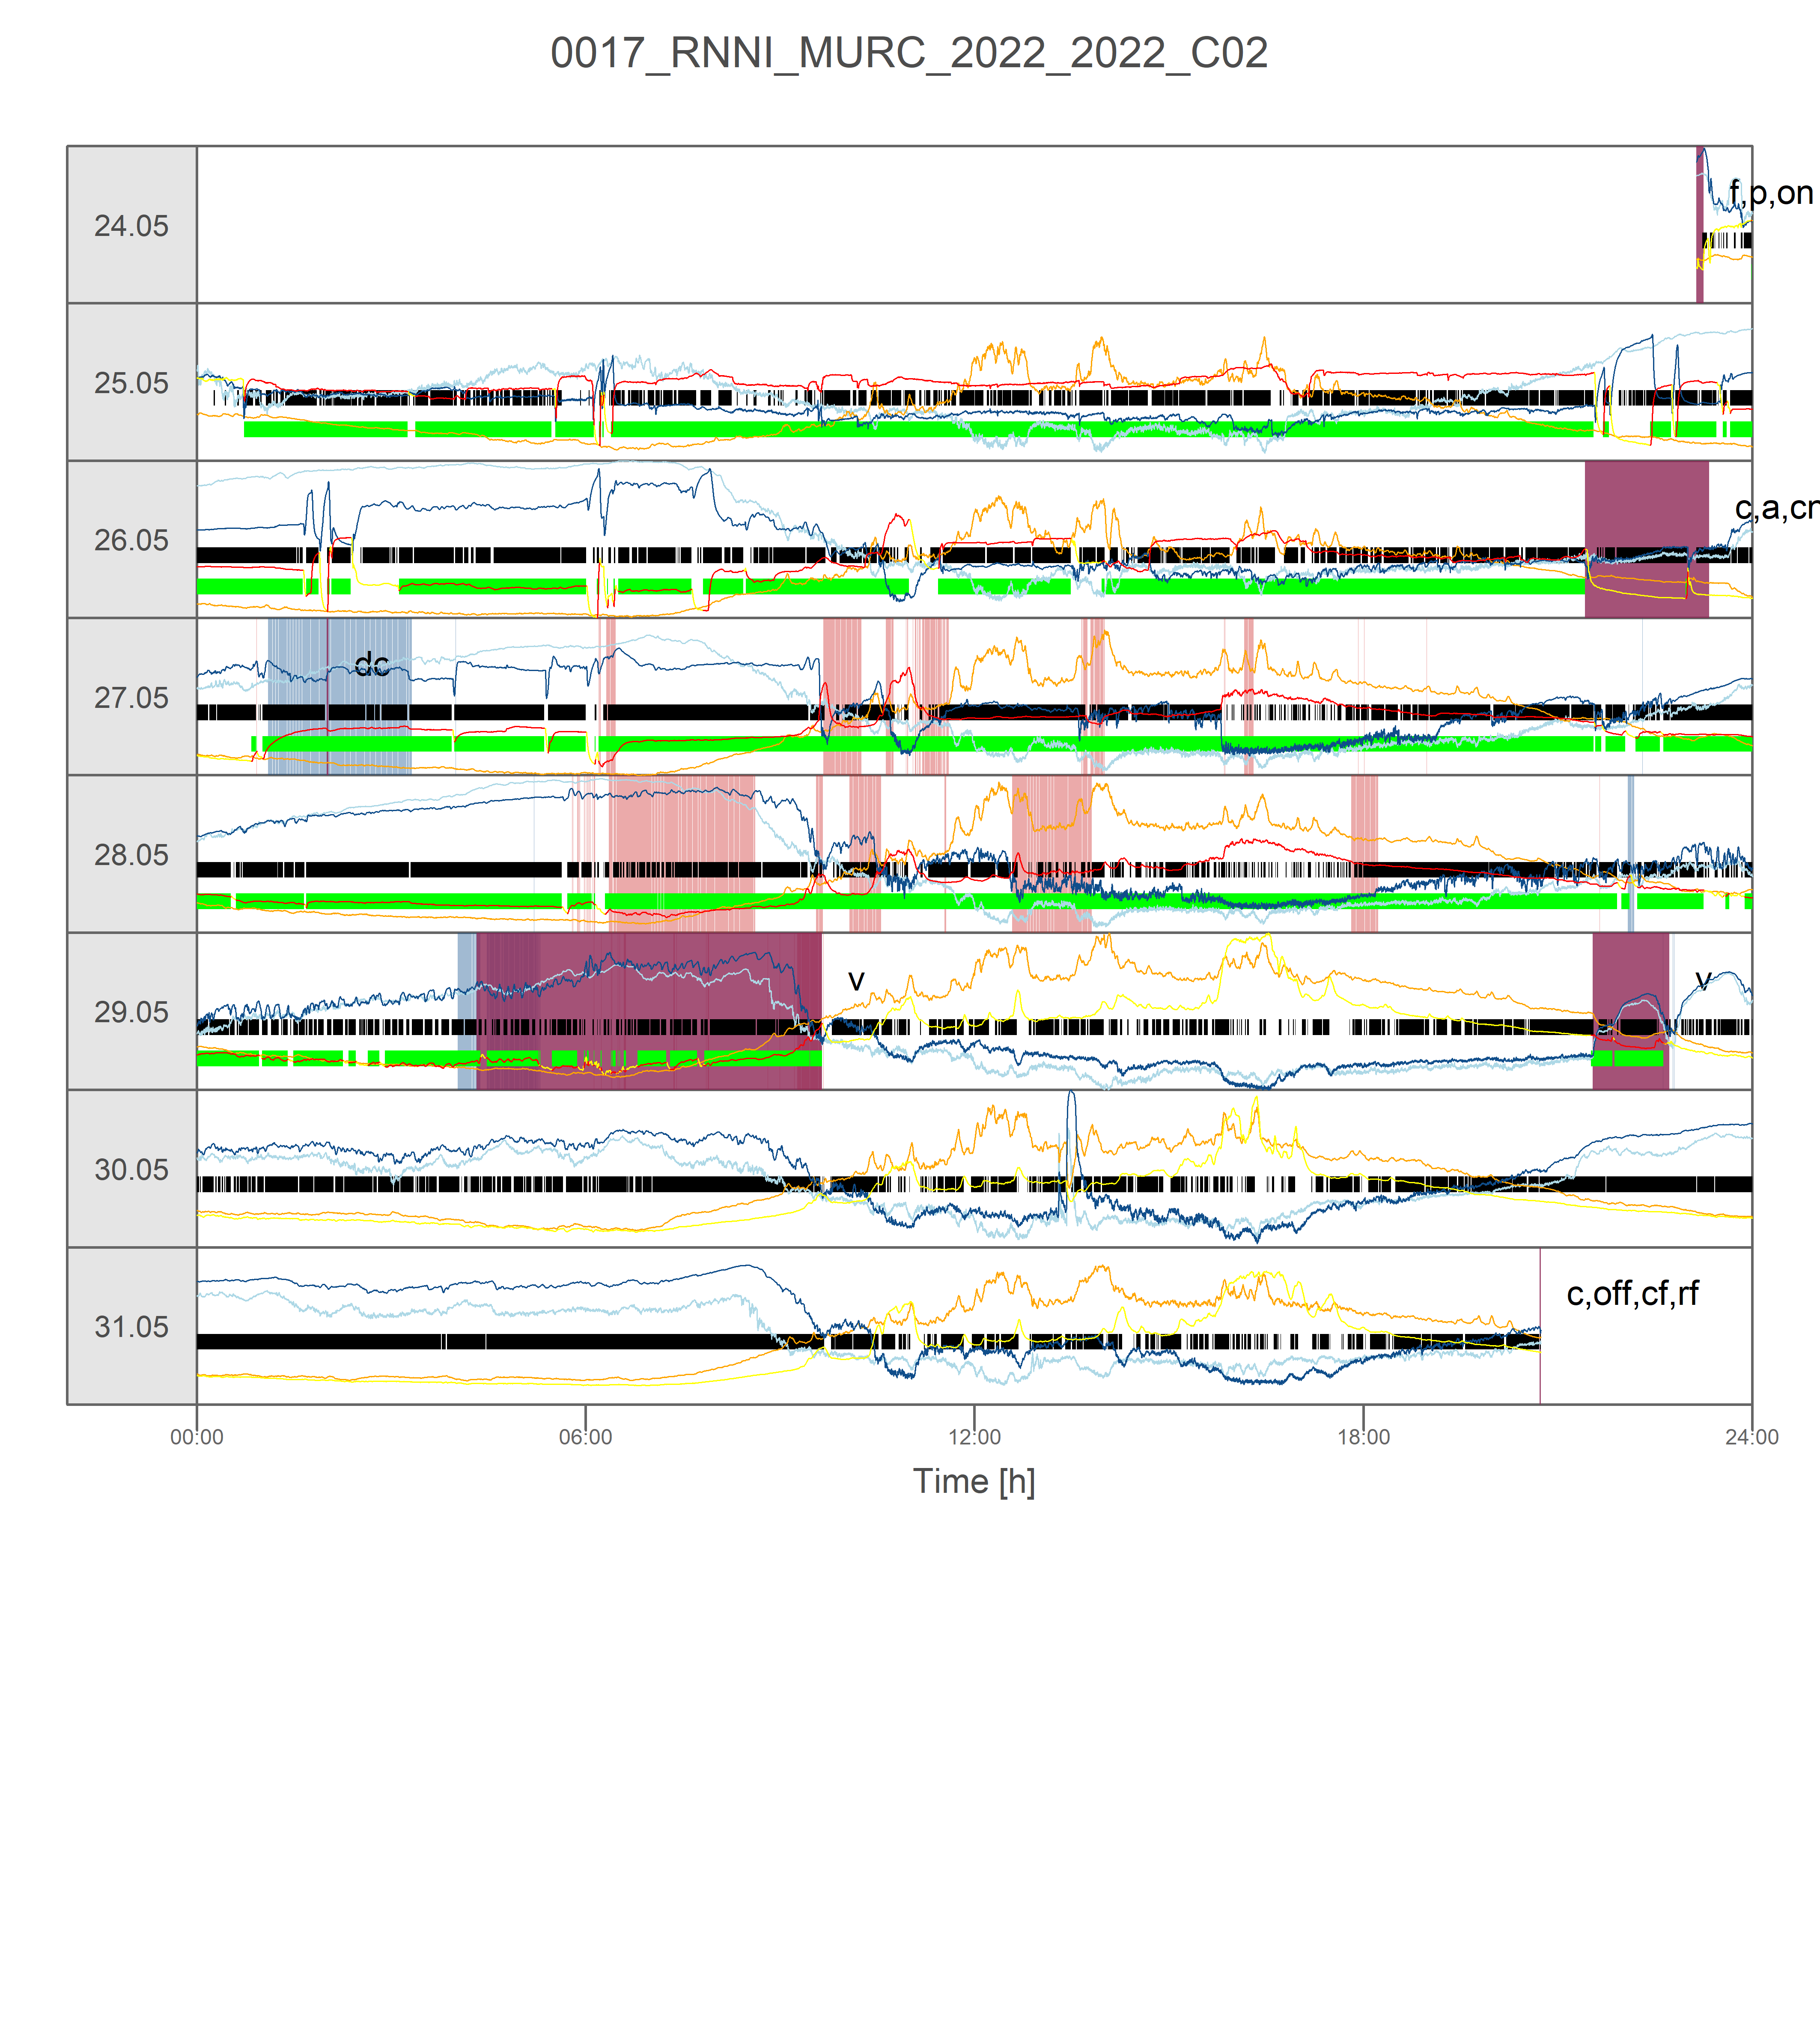 0017_RNNI_MURC_2022_2022_C02
24.05
f,p,on
25.05
26.05
c,a,cn
27.05
dc
28.05
29.05
v
v
30.05
31.05
c,off,cf,rf
00:00
06:00
12:00
18:00
24:00
Time [h]